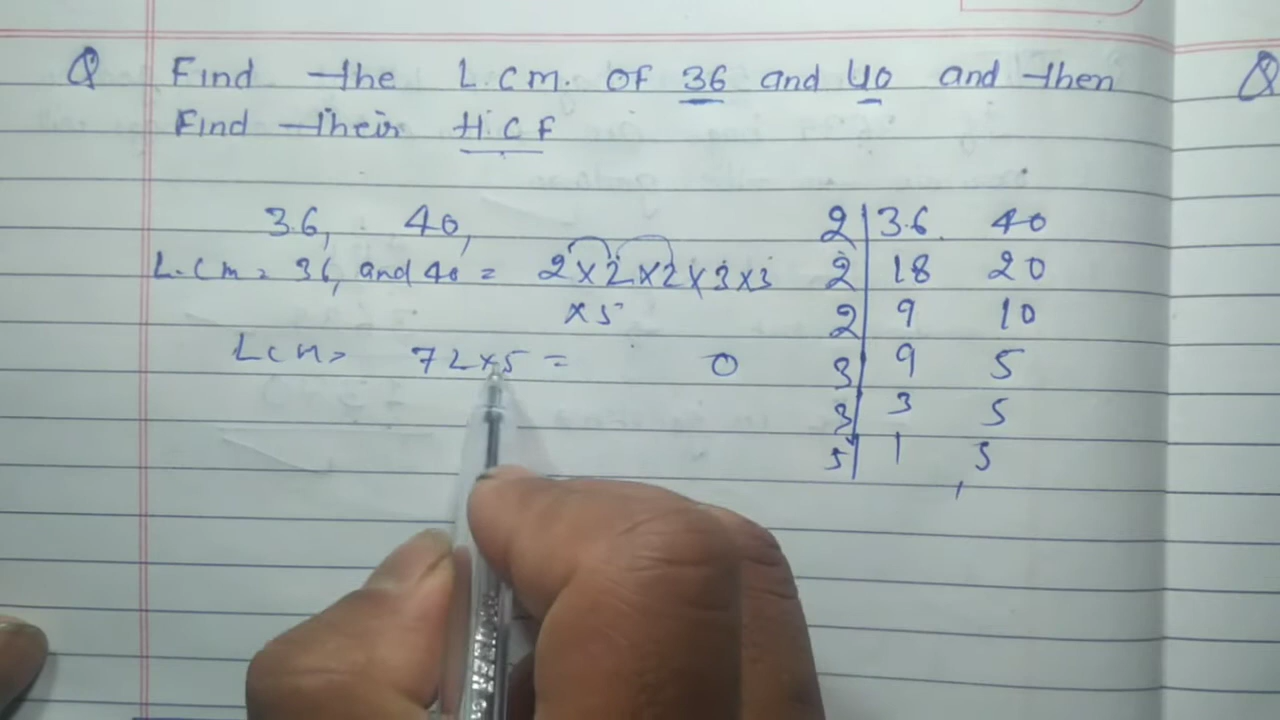 Q Find the L.C.M. OF 36 and 40 and then Q
Find Their H.C.F
36, 40,
L.C.M = 36, and 40 = 2×2×2×3×3
×5
LCM = 72×5 = 0
2 | 36 40
2 | 18 20
2 | 9 10
3 | 9 5
3 | 3 5
5 | 1 5